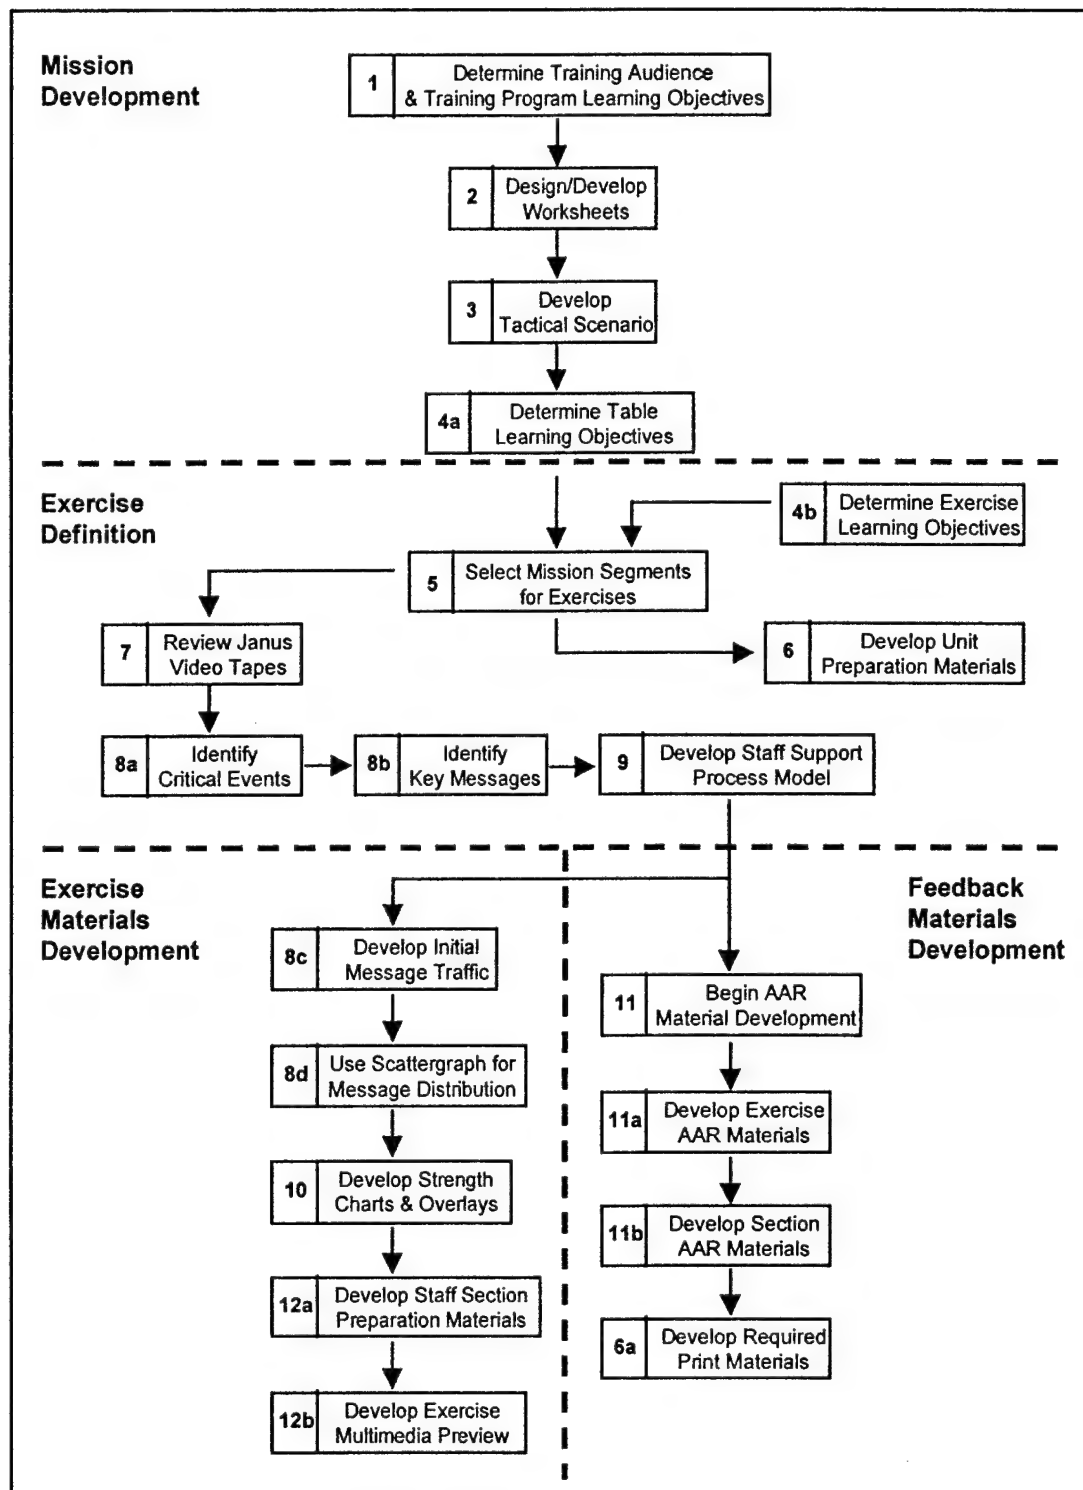 Mission
Development
1
Determine Training Audience
& Training Program Learning Objectives
2
Design/Develop
Worksheets
3
Develop
Tactical Scenario
4a
Determine Table
Learning Objectives
Exercise
Definition
4b
Determine Exercise
Learning Objectives
5
Select Mission Segments
for Exercises
7
Review Janus
Video Tapes
6
Develop Unit
Preparation Materials
8a
Identify
Critical Events
8b
Identify
Key Messages
9
Develop Staff Support
Process Model
Exercise
Materials
Development
Feedback
Materials
Development
8c
Develop Initial
Message Traffic
8d
Use Scattergraph for
Message Distribution
10
Develop Strength
Charts & Overlays
12a
Develop Staff Section
Preparation Materials
12b
Develop Exercise
Multimedia Preview
11
Begin AAR
Material Development
11a
Develop Exercise
AAR Materials
11b
Develop Section
AAR Materials
6a
Develop Required
Print Materials